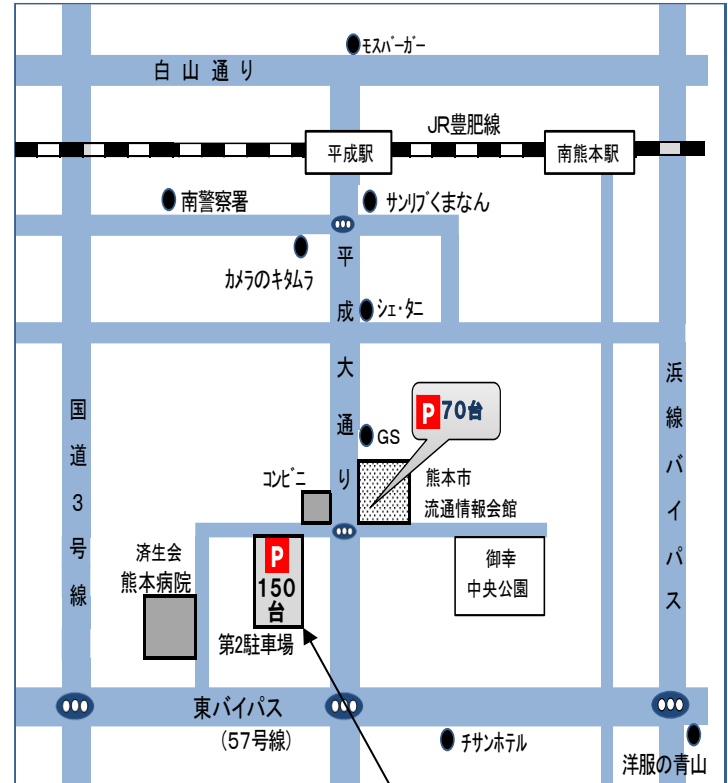 モスバーガー
白山通り
JR豊肥線
平成駅
南熊本駅
南警察署
サンリブくまなん
カメラのキタムラ
平成大通り
シェ・タニ
国道3号線
浜線バイパス
P 70台
GS
コンビニ
熊本市
流通情報会館
済生会
熊本病院
P
150
台
第2駐車場
御幸
中央公園
東バイパス
(57号線)
チサンホテル
洋服の青山